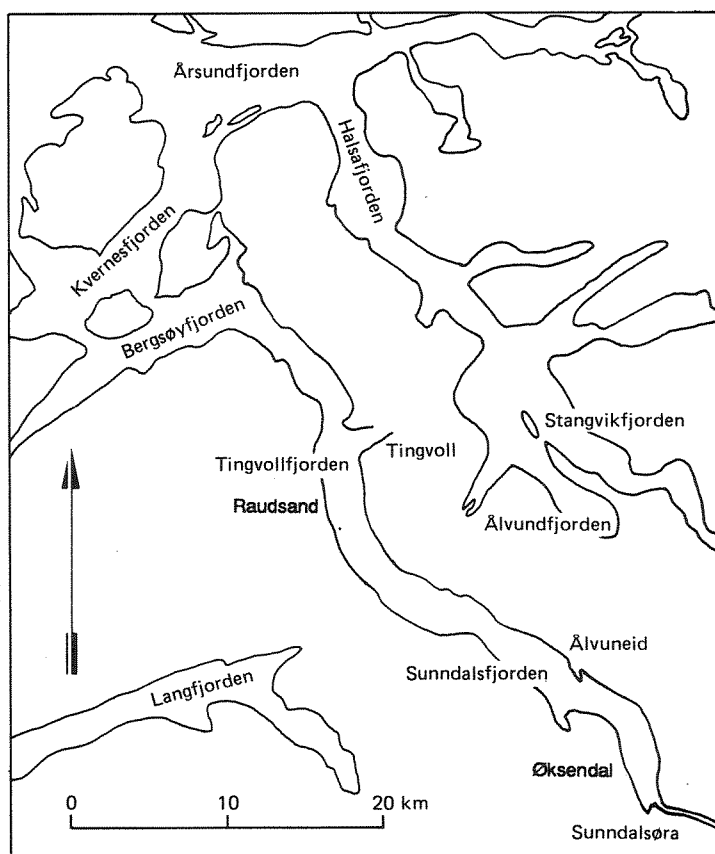 Årsundfjorden
Halsafjorden
Kvernesfjorden
Bergsøyfjorden
Stangvikfjorden
Tingvollfjorden
Tingvoll
Raudsand
Ålvundfjorden
Ålvuneid
Sunndalsfjorden
Langfjorden
Øksendal
0 10 20 km
Sunndalsøra